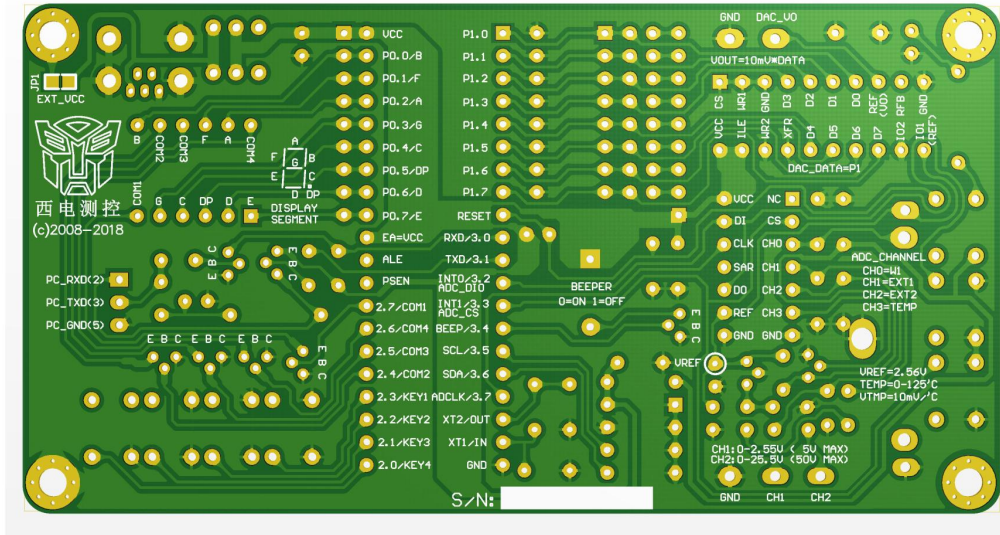 JP1
EXT_VCC
西电测控
(c)2008-2018
B
COM2
COM3
F
A
COM4
COM1
G
C
DP
D
E
A
F
B
G
E
C
D
DP
DISPLAY
SEGMENT
PC_RXD(2)
PC_TXD(3)
PC_GND(5)
E B C
E B C
E B C
E B C
E B C
E B C
VCC
P0.0/B
P0.1/F
P0.2/A
P0.3/G
P0.4/C
P0.5/DP
P0.6/D
P0.7/E
EA=VCC
ALE
PSEN
2.7/COM1
2.6/COM4
2.5/COM3
2.4/COM2
2.3/KEY1
2.2/KEY2
2.1/KEY3
2.0/KEY4
P1.0
P1.1
P1.2
P1.3
P1.4
P1.5
P1.6
P1.7
RESET
RXD/3.0
TXD/3.1
INT0/3.2
ADC_DIO
INT1/3.3
ADC_CS
BEEP/3.4
SCL/3.5
SDA/3.6
ADCLK/3.7
XT2/OUT
XT1/IN
GND
S/N:
BEEPER
0=ON 1=OFF
E B C
GND DAC_VO
VOUT=10mV*DATA
CS WR1 GND D3 D2 D1 D0 REF (VO) RFB GND
VCC ILE WR2 XFR D4 D5 D6 D7 IO2 IO1 (REF)
DAC_DATA=P1
VCC NC
DI CS
CLK CH0
SAR CH1
DO CH2
REF CH3
GND GND
ADC_CHANNEL
CH0=W1
CH1=EXT1
CH2=EXT2
CH3=TEMP
VREF
VREF=2.56V
TEMP=0-125'C
VTMP=10mV/'C
CH1:0-2.55V ( 5V MAX)
CH2:0-25.5V (50V MAX)
GND CH1 CH2